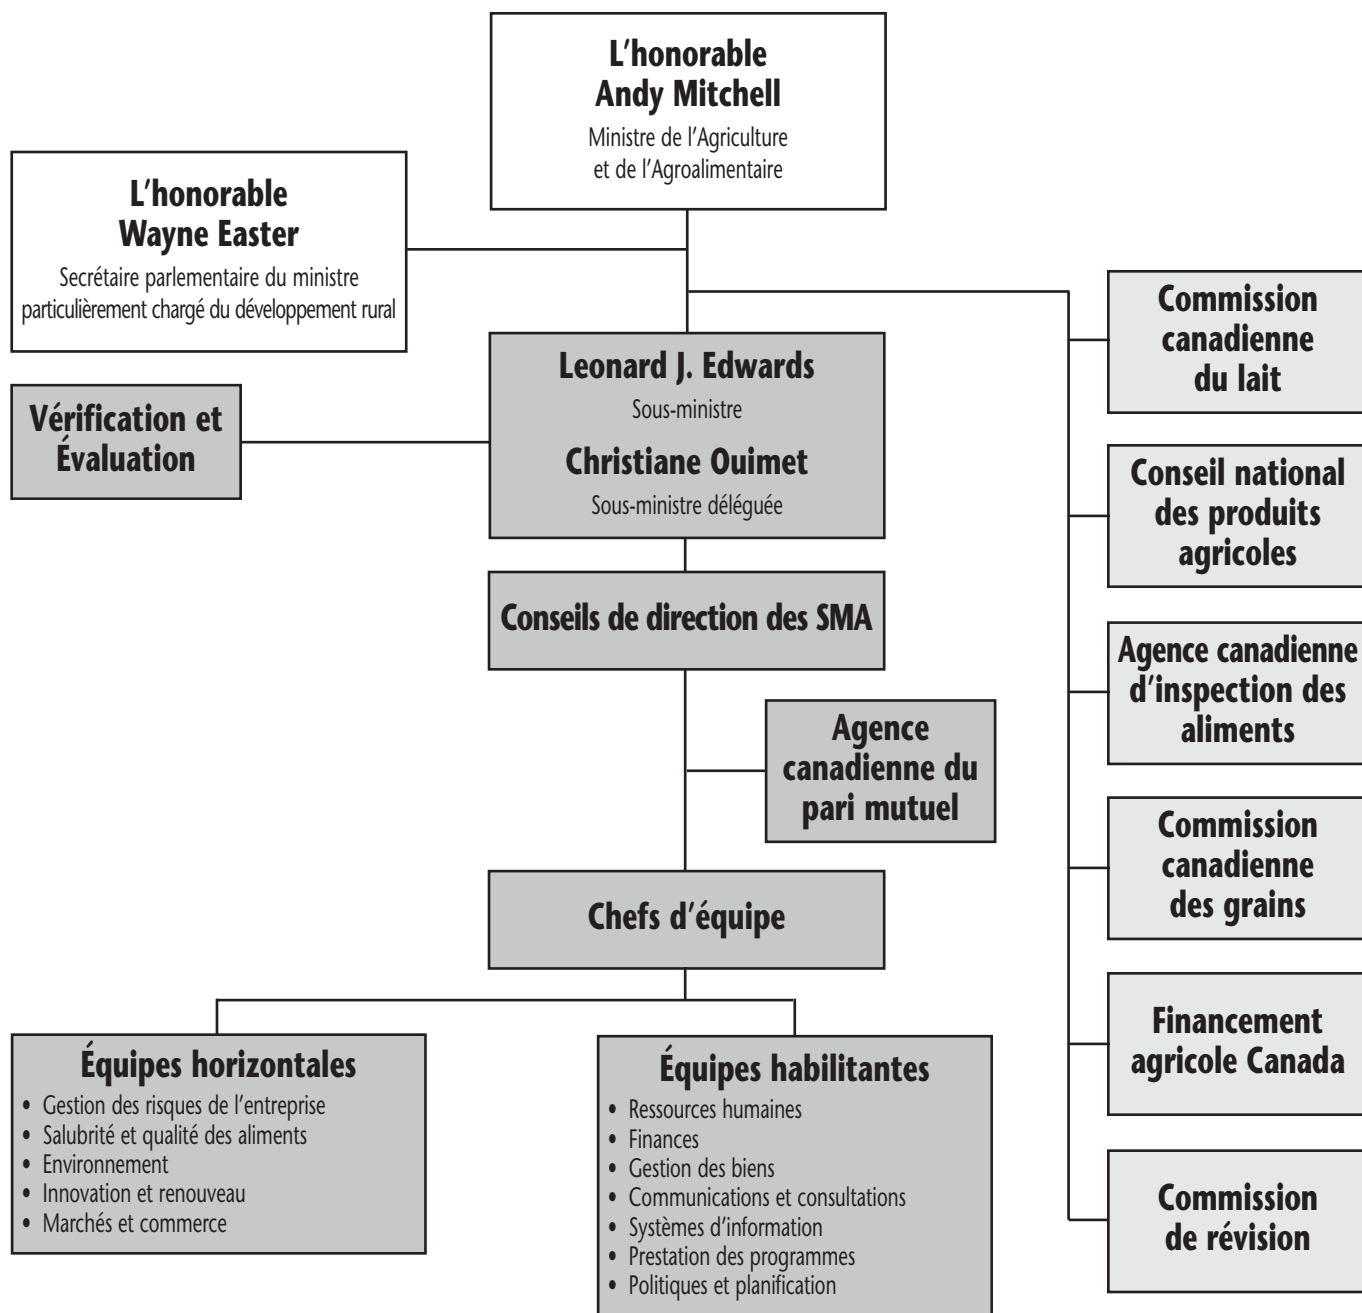 L'honorable
Andy Mitchell
Ministre de l'Agriculture
et de l'Agroalimentaire
L'honorable
Wayne Easter
Secrétaire parlementaire du ministre
particulièrement chargé du développement rural
Leonard J. Edwards
Sous-ministre
Christiane Ouimet
Sous-ministre déléguée
Vérification et
Évaluation
Conseils de direction des SMA
Agence
canadienne du
pari mutuel
Chefs d'équipe
Équipes horizontales
• Gestion des risques de l'entreprise
• Salubrité et qualité des aliments
• Environnement
• Innovation et renouveau
• Marchés et commerce
Équipes habilitantes
• Ressources humaines
• Finances
• Gestion des biens
• Communications et consultations
• Systèmes d'information
• Prestation des programmes
• Politiques et planification
Commission
canadienne
du lait
Conseil national
des produits
agricoles
Agence canadienne
d'inspection des
aliments
Commission
canadienne
des grains
Financement
agricole Canada
Commission
de révision